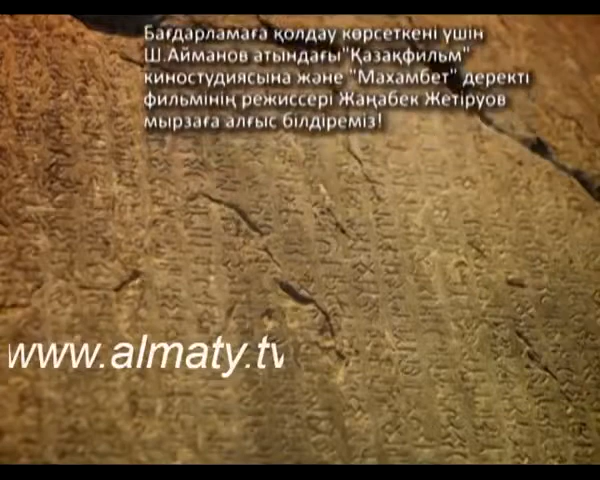 Бағдарламаға қолдау көрсеткені үшін
Ш.Айманов атындағы"Қазақфильм"
киностудиясына және "Махамбет" деректі
фильмінің режиссері Жаңабек Жетіруов
мырзаға алғыс білдіреміз!
www.almaty.tv